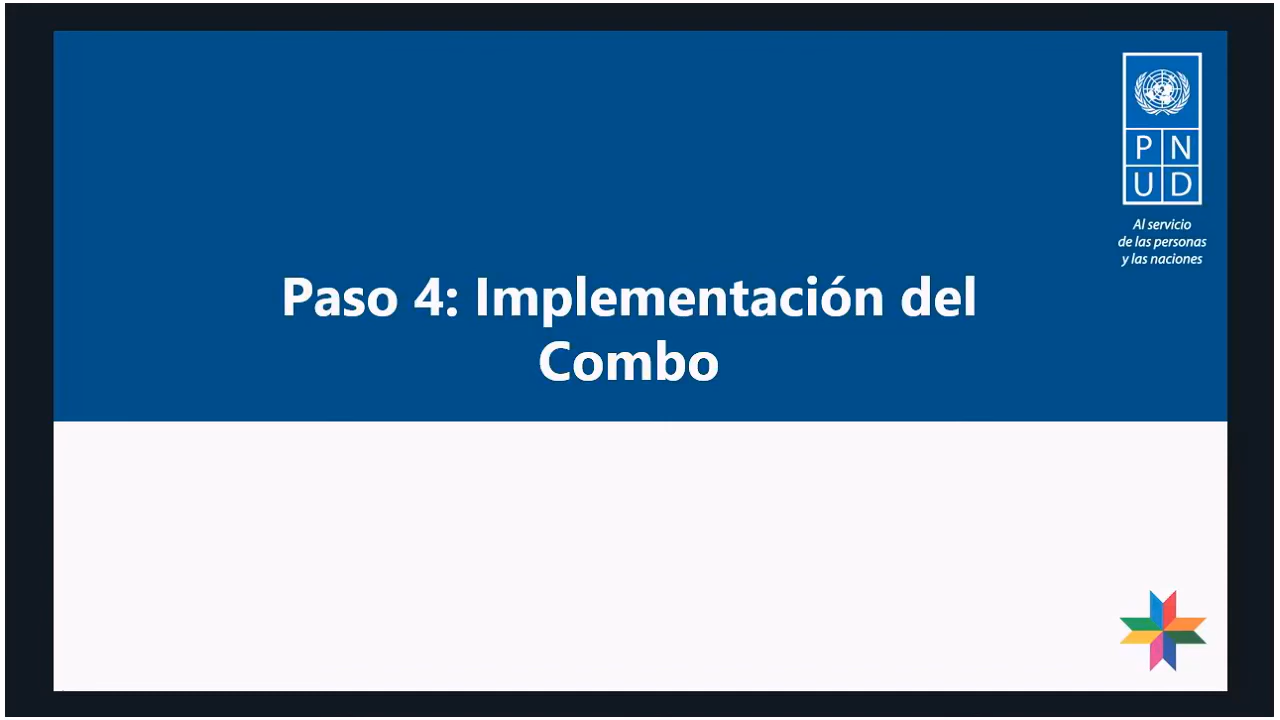 P N
U D
Al servicio
de las personas
y las naciones
Paso 4: Implementación del
Combo